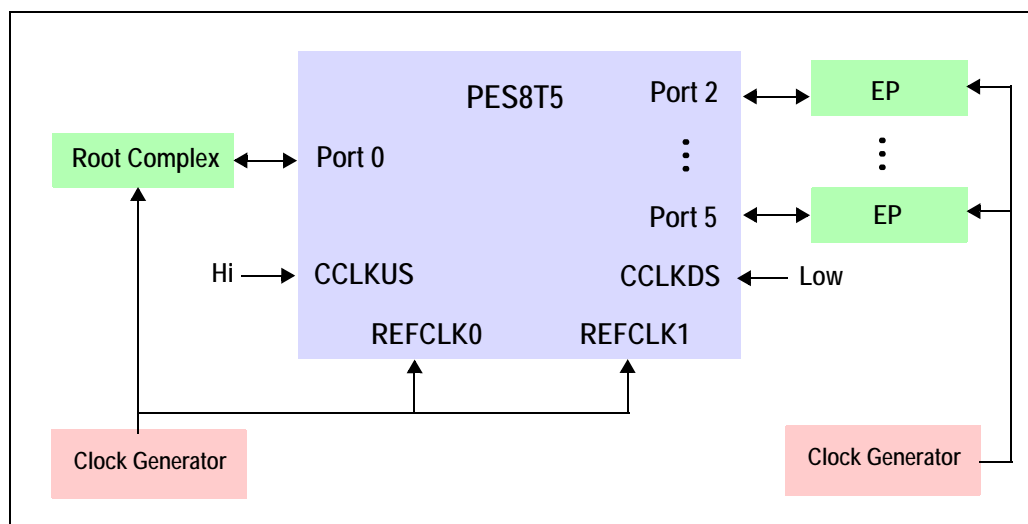 PES8T5
Port 2
EP
Root Complex
Port 0
Port 5
EP
Hi
CCLKUS
CCLKDS
Low
REFCLK0
REFCLK1
Clock Generator
Clock Generator